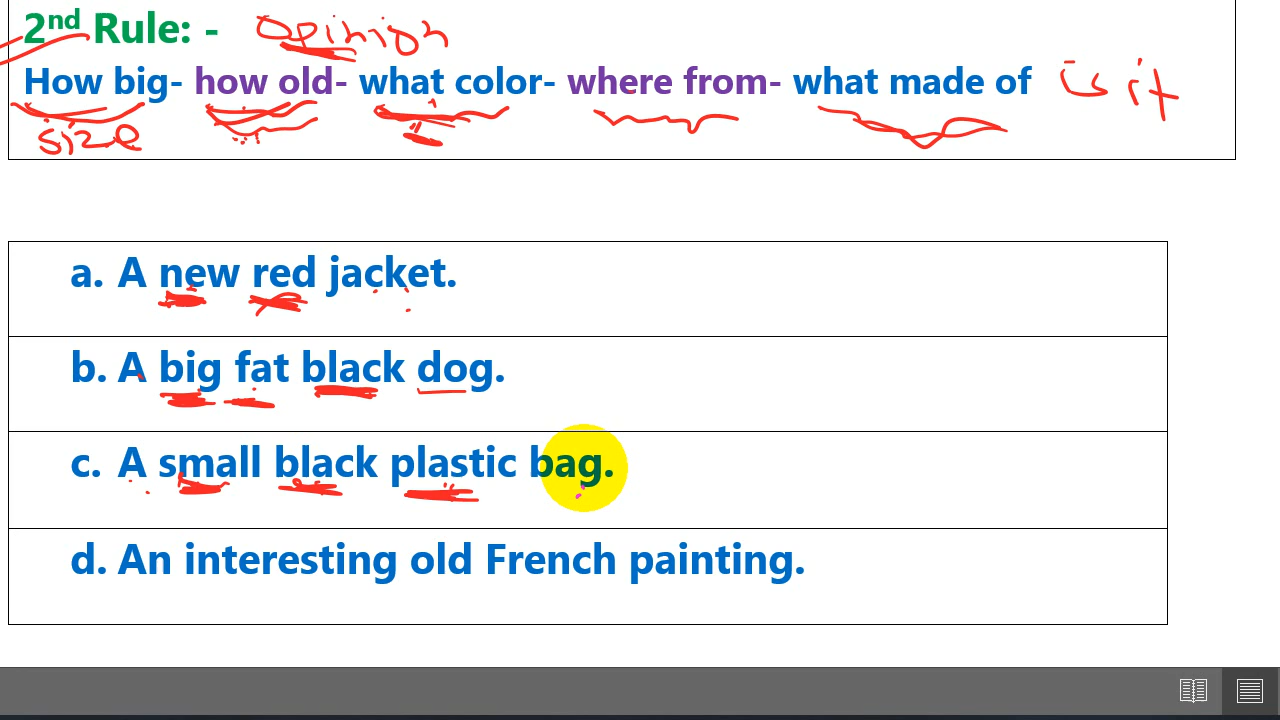 2nd Rule: - Opinion
How big- how old- what color- where from- what made of is it
size
a. A new red jacket.
b. A big fat black dog.
c. A small black plastic bag.
d. An interesting old French painting.